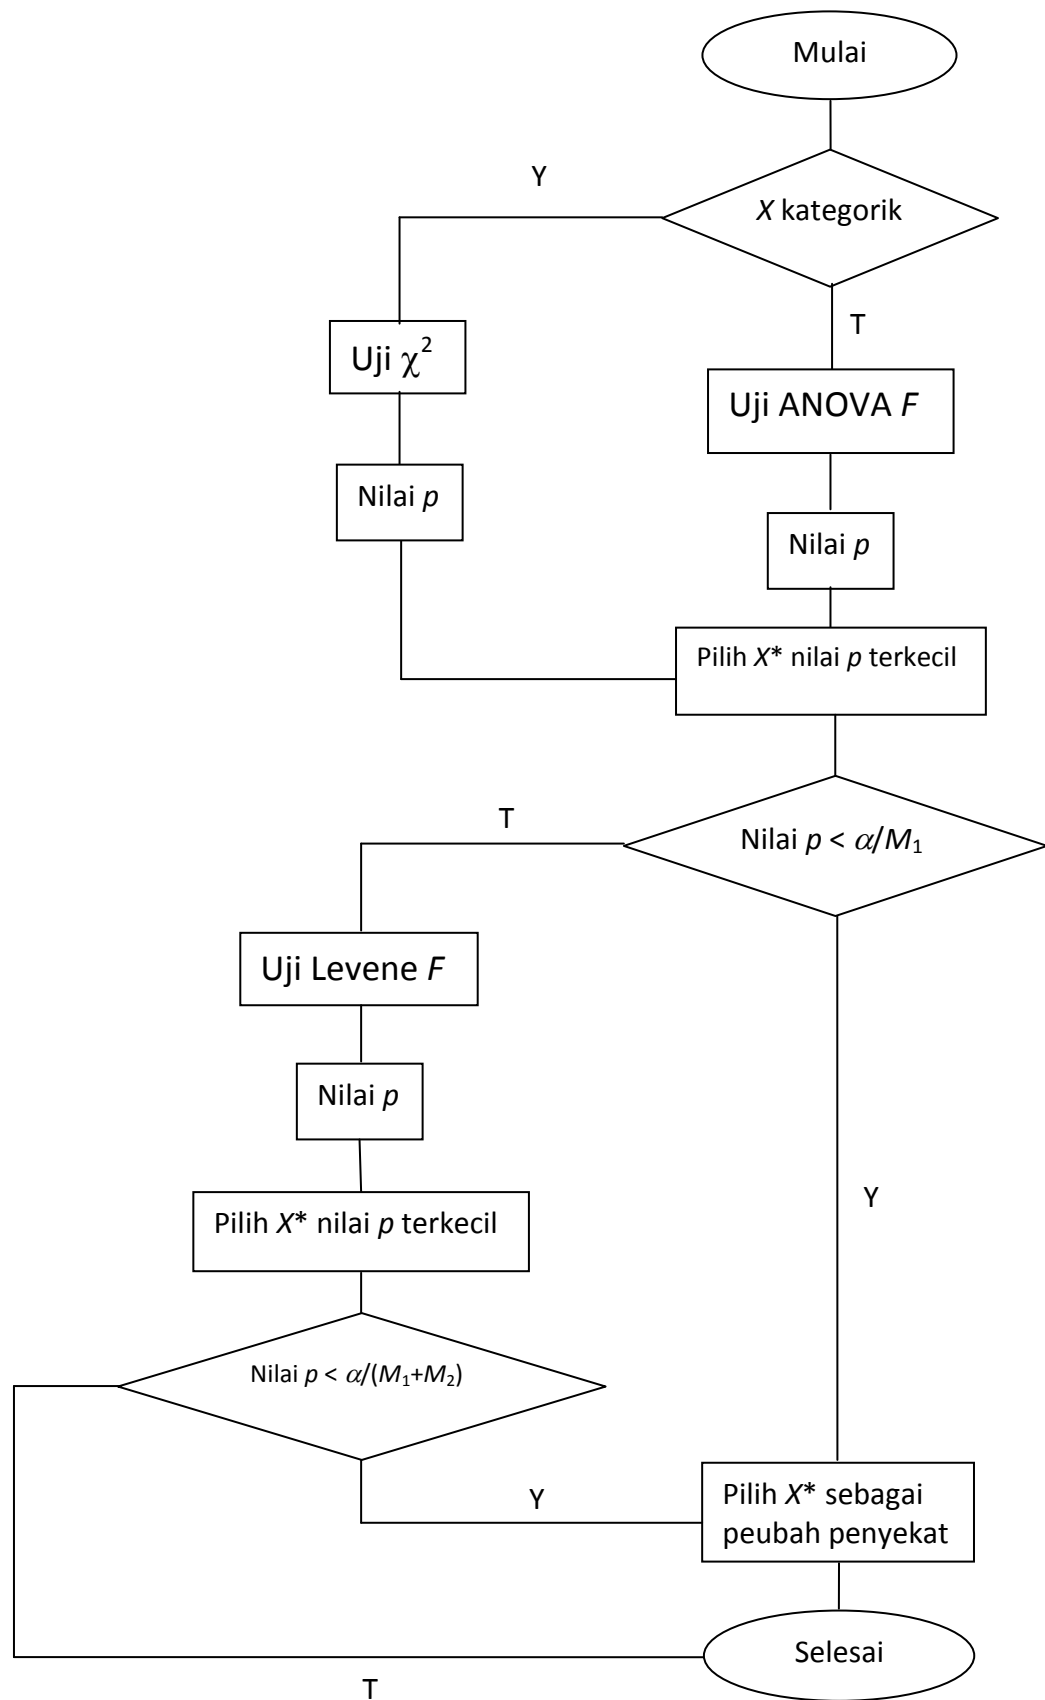 Mulai
Y
X kategorik
T
Uji χ²
Uji ANOVA F
Nilai p
Nilai p
Pilih X* nilai p terkecil
T
Nilai p < α/M₁
Uji Levene F
Nilai p
Y
Pilih X* nilai p terkecil
Nilai p < α/(M₁+M₂)
Y
Pilih X* sebagai
peubah penyekat
Selesai
T